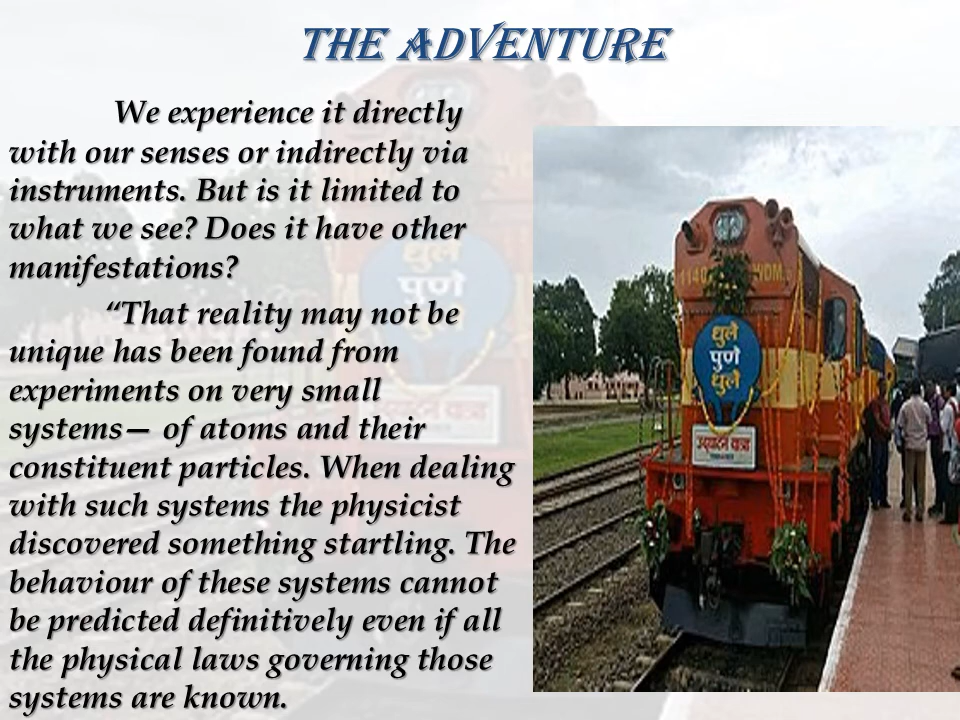 THE ADVENTURE
We experience it directly
with our senses or indirectly via
instruments. But is it limited to
what we see? Does it have other
manifestations?
“That reality may not be
unique has been found from
experiments on very small
systems— of atoms and their
constituent particles. When dealing
with such systems the physicist
discovered something startling. The
behaviour of these systems cannot
be predicted definitively even if all
the physical laws governing those
systems are known.
धुले
पुणे
धुले
उद्घाटन यात्रा